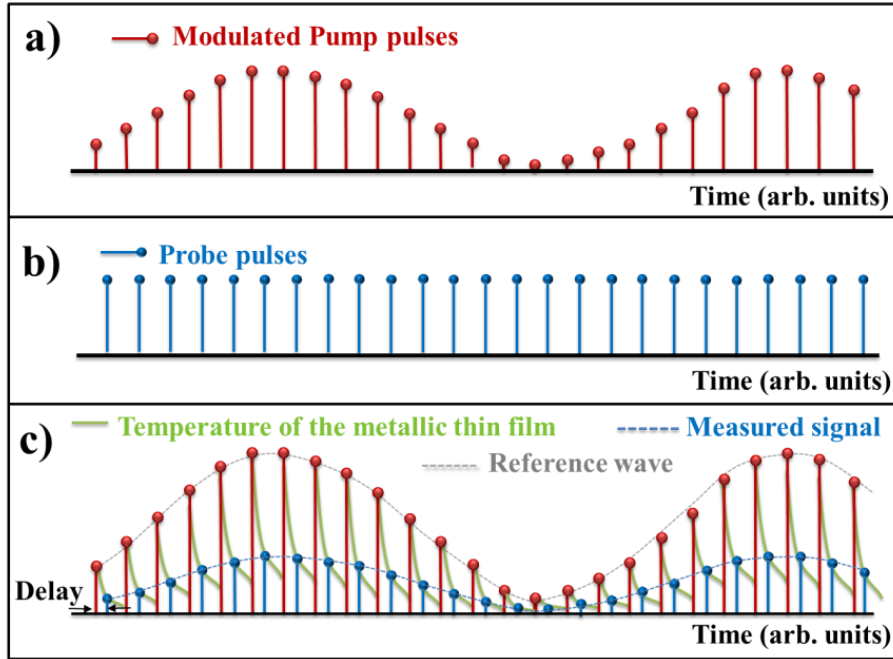 a)
Modulated Pump pulses
Time (arb. units)
b)
Probe pulses
Time (arb. units)
c)
Temperature of the metallic thin film
Measured signal
Reference wave
Delay
Time (arb. units)